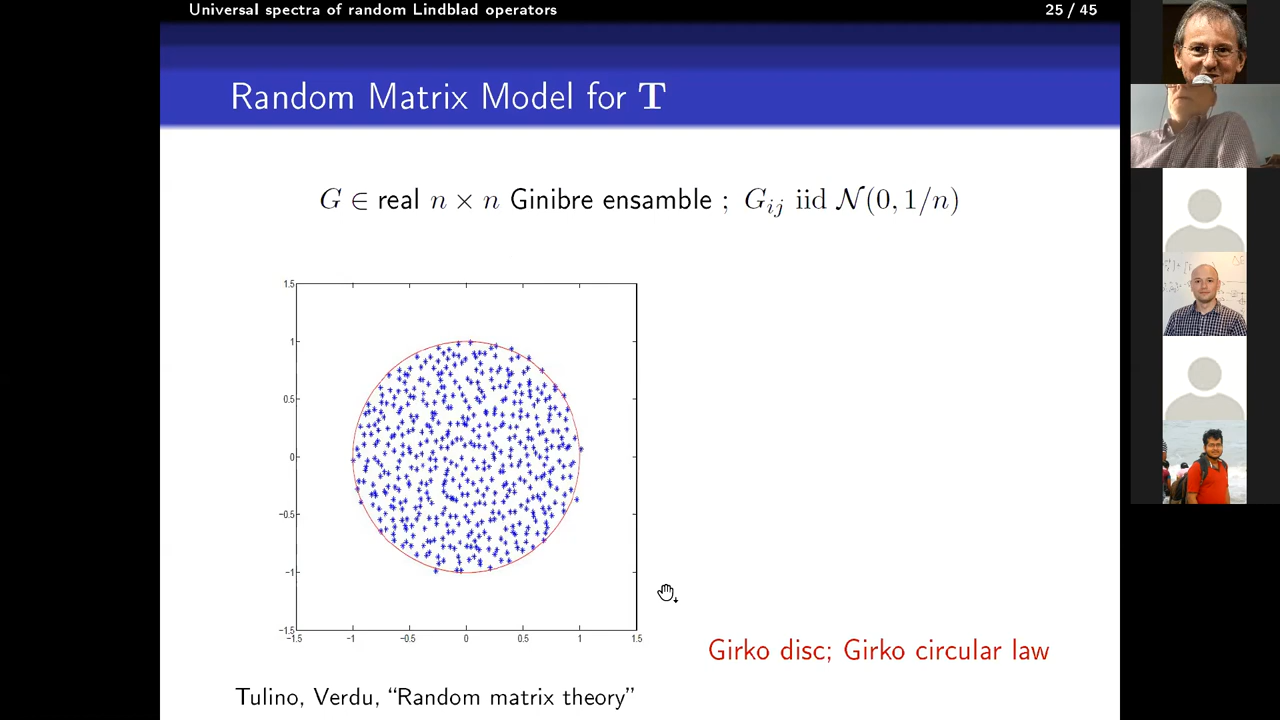 Universal spectra of random Lindblad operators
25 / 45
Random Matrix Model for T
G ∈ real n × n Ginibre ensamble ; G_{ij} iid 𝒩(0, 1/n)
1.5
1
0.5
0
−0.5
−1
−1.5
−1.5 −1 −0.5 0 0.5 1 1.5
Girko disc; Girko circular law
Tulino, Verdu, “Random matrix theory”